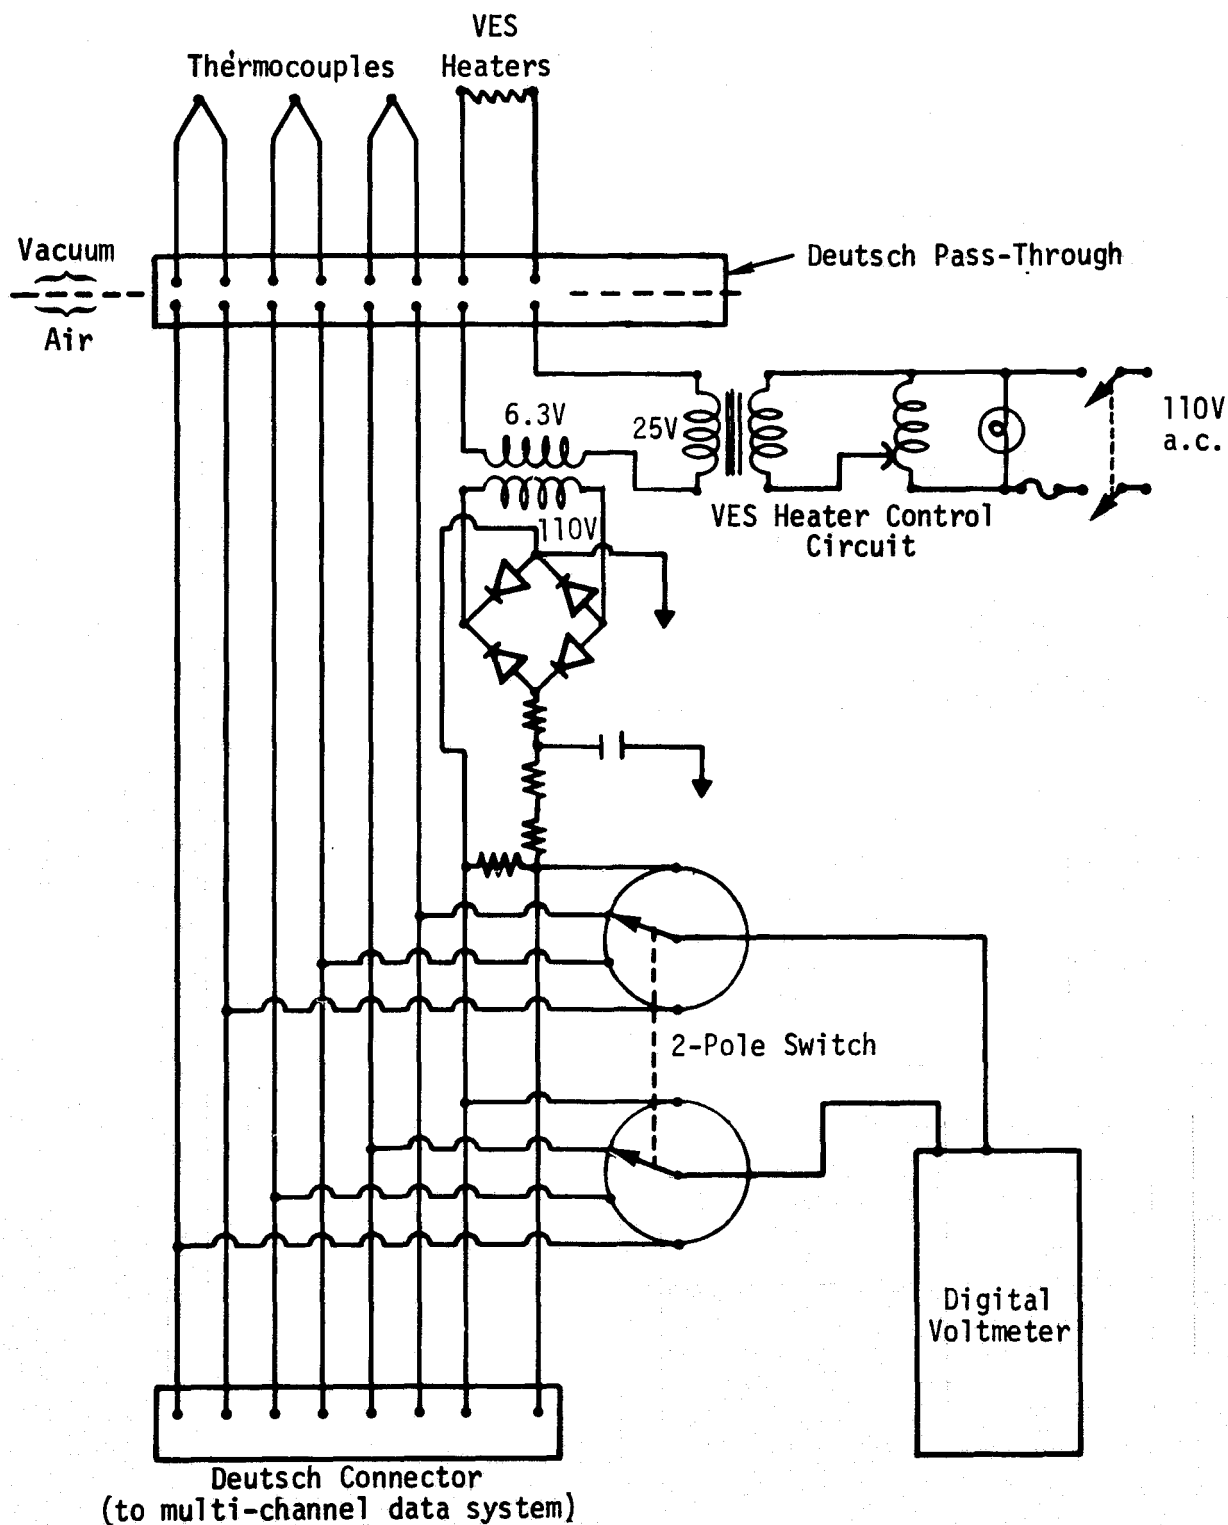 VES
Thermocouples Heaters
Vacuum
Deutsch Pass-Through
Air
6.3V
25V
110V
a.c.
110V
VES Heater Control
Circuit
2-Pole Switch
Digital
Voltmeter
Deutsch Connector
(to multi-channel data system)